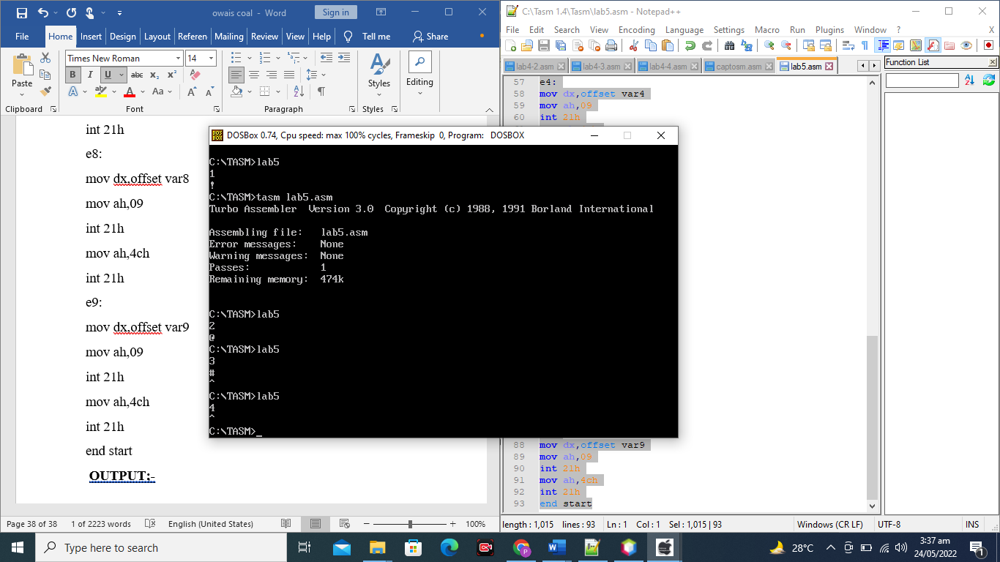 owais coal - Word
Sign in
File Home Insert Design Layout Referen Mailing Review View Help Tell me Share
Times New Roman 14
Paste
B I U abc x₂ x²
A ab A Aa A A
Styles
Editing
Clipboard Font Paragraph Styles
int 21h
e8:
mov dx,offset var8
mov ah,09
int 21h
mov ah,4ch
int 21h
e9:
mov dx,offset var9
mov ah,09
int 21h
mov ah,4ch
int 21h
end start
OUTPUT;-
Page 38 of 38 1 of 2223 words English (United States) 100%
C:\Tasm 1.4\Tasm\lab5.asm - Notepad++
File Edit Search View Encoding Language Settings Macro Run Plugins Window ? X
lab4-2.asm lab4-3.asm lab4-4.asm captosm.asm lab5.asm
Function List
57 e4:
58 mov dx,offset var4
59 mov ah,09
60 int 21h
DOSBox 0.74, Cpu speed: max 100% cycles, Frameskip 0, Program: DOSBOX
C:\TASM>lab5
1
!
C:\TASM>tasm lab5.asm
Turbo Assembler Version 3.0 Copyright (c) 1988, 1991 Borland International
Assembling file: lab5.asm
Error messages: None
Warning messages: None
Passes: 1
Remaining memory: 474k
C:\TASM>lab5
2
@
C:\TASM>lab5
3
#
^
C:\TASM>lab5
4
^
C:\TASM>_
88 mov dx,offset var9
89 mov ah,09
90 int 21h
91 mov ah,4ch
92 int 21h
93 end start
length : 1,015 lines : 93 Ln : 1 Col : 1 Sel : 1,015 | 93 Windows (CR LF) UTF-8 INS
Type here to search
28°C
3:37 am
24/05/2022
1